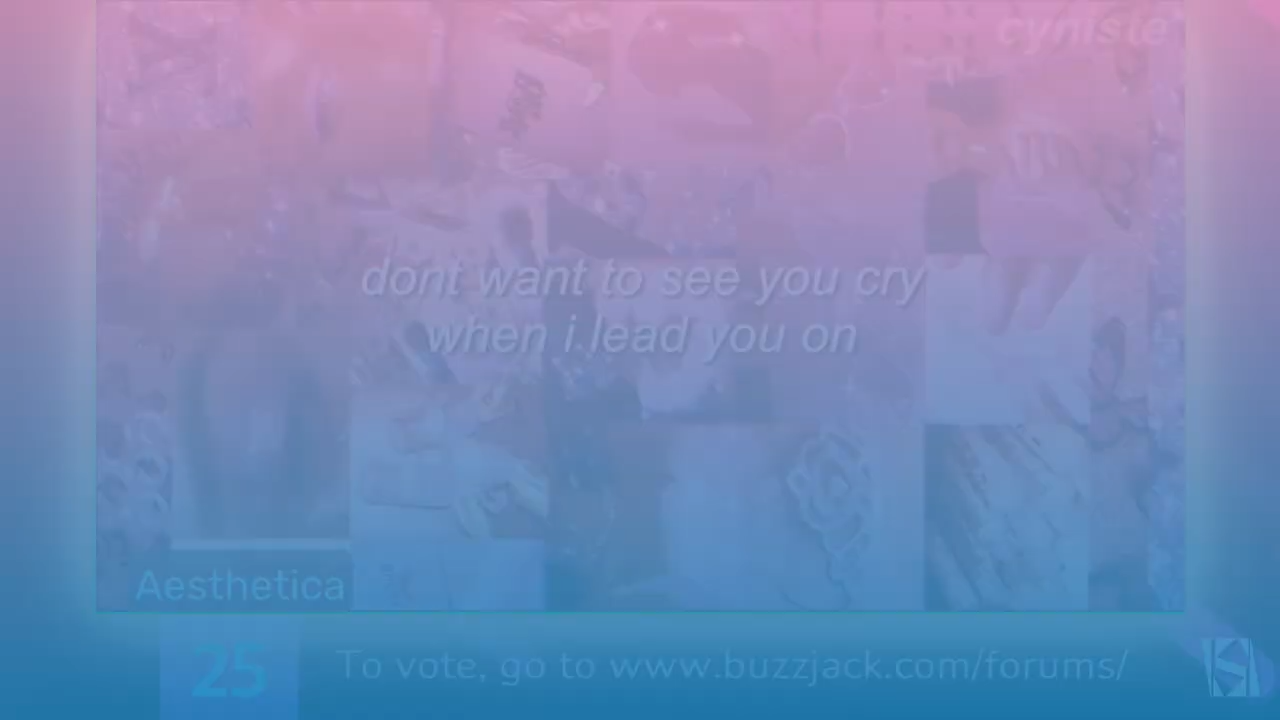 cynisle
dont want to see you cry
when i lead you on
Aesthetica
25
To vote, go to www.buzzjack.com/forums/